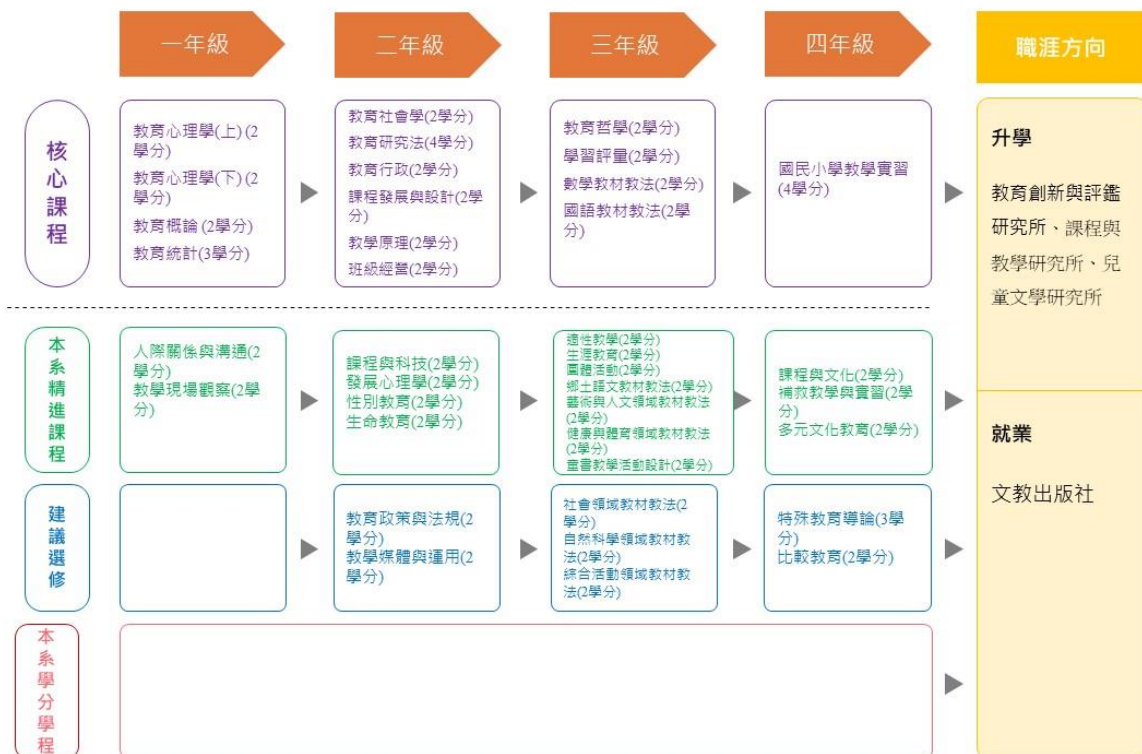 一年級
二年級
三年級
四年級
職涯方向
核心課程
教育心理學(上)(2
學分)
教育心理學(下)(2
學分)
教育概論 (2學分)
教育統計(3學分)
教育社會學(2學分)
教育研究法(4學分)
教育行政(2學分)
課程發展與設計(2學
分)
教學原理(2學分)
班級經營(2學分)
教育哲學(2學分)
學習評量(2學分)
數學教材教法(2學分)
國語教材教法(2學
分)
國民小學教學實習
(4學分)
升學
教育創新與評鑑
研究所、課程與
教學研究所、兒
童文學研究所
本系精進課程
人際關係與溝通(2
學分)
教學現場觀察(2學
分)
課程與科技(2學分)
發展心理學(2學分)
性別教育(2學分)
生命教育(2學分)
適性教學(2學分)
生涯教育(2學分)
團體活動(2學分)
鄉土語文教材教法(2學分)
藝術與人文領域教材教法
(2學分)
健康與體育領域教材教法
(2學分)
童書教學活動設計(2學分)
課程與文化(2學分)
補救教學與實習(2學
分)
多元文化教育(2學分)
就業
文教出版社
建議選修
教育政策與法規(2
學分)
教學媒體與運用(2
學分)
社會領域教材教法(2
學分)
自然科學領域教材教
法(2學分)
綜合活動領域教材教
法(2學分)
特殊教育導論(3學
分)
比較教育(2學分)
本系學分學程